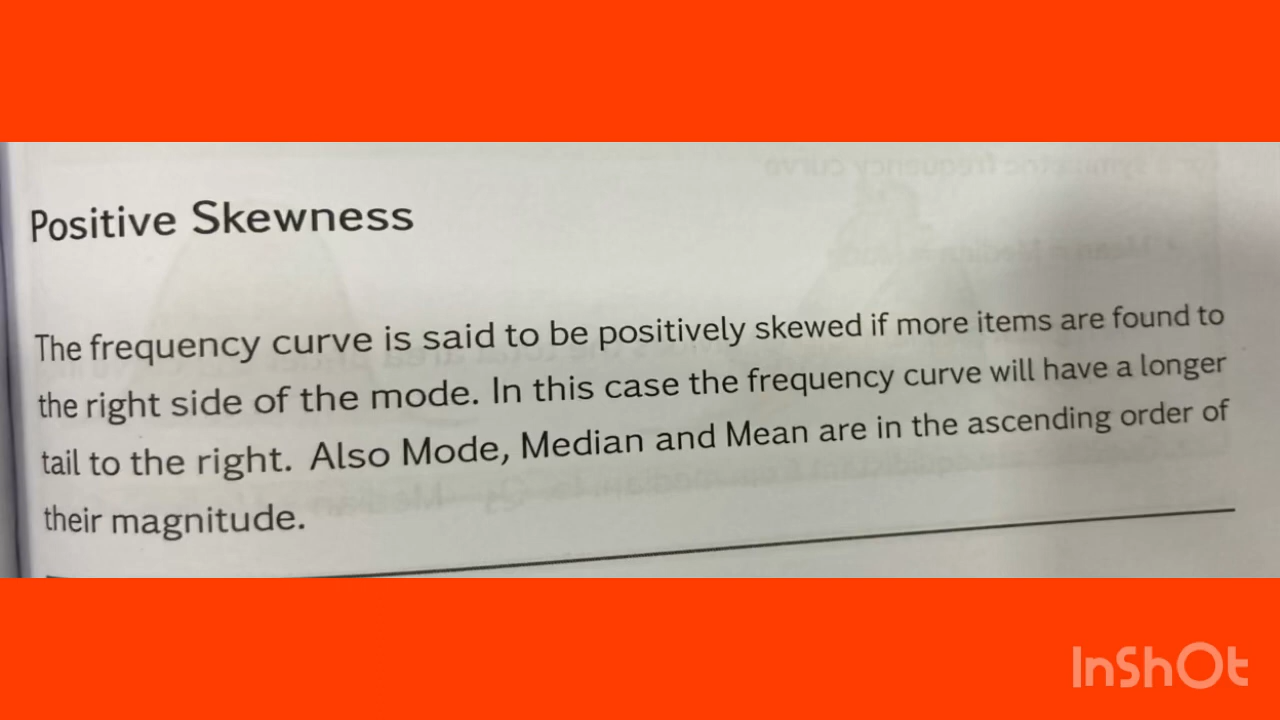 Positive Skewness
The frequency curve is said to be positively skewed if more items are found to
the right side of the mode. In this case the frequency curve will have a longer
tail to the right. Also Mode, Median and Mean are in the ascending order of
their magnitude.
InShOt